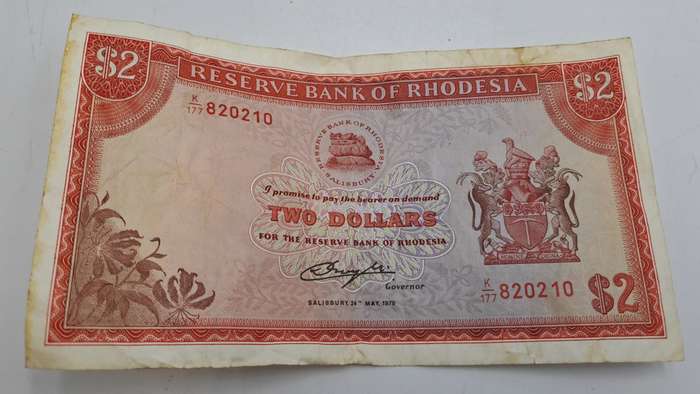 $2
RESERVE BANK OF RHODESIA
$2
K/177 820210
RESERVE BANK OF RHODESIA
SALISBURY
I promise to pay the bearer on demand
TWO DOLLARS
FOR THE RESERVE BANK OF RHODESIA
Governor
K/177 820210
$2
SALISBURY, 24TH MAY, 1979